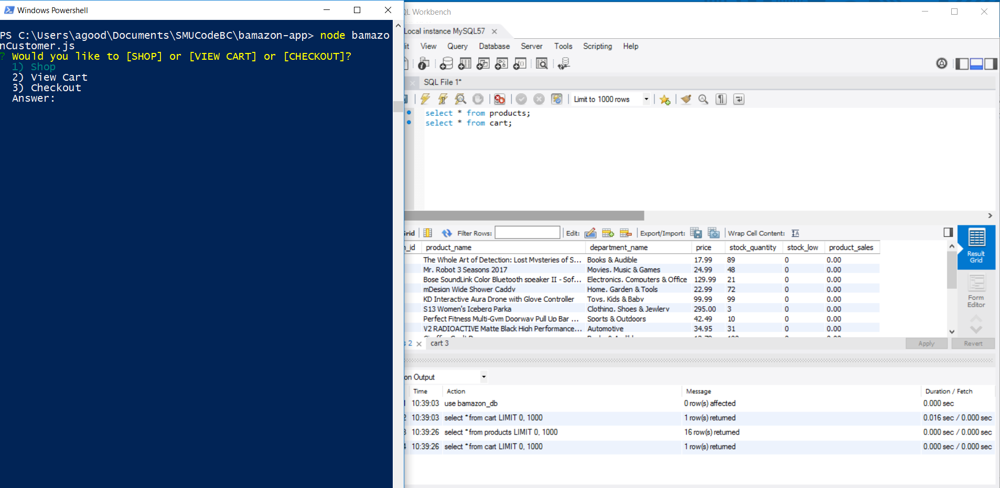 Windows Powershell
PS C:\Users\agood\Documents\SMUCodeBC\bamazon-app> node bamazo
nCustomer.js
? Would you like to [SHOP] or [VIEW CART] or [CHECKOUT]?
1) Shop
2) View Cart
3) Checkout
Answer:
QL Workbench
Local instance MySQL57
it View Query Database Server Tools Scripting Help
SQL File 1*
Limit to 1000 rows
select * from products;
select * from cart;
Grid Filter Rows: Edit: Export/Import: Wrap Cell Content:
_id product_name department_name price stock_quantity stock_low product_sales
The Whole Art of Detection: Lost Mysteries of S... Books & Audible 17.99 89 0 0.00
Mr. Robot 3 Seasons 2017 Movies, Music & Games 24.99 48 0 0.00
Bose SoundLink Color Bluetooth speaker II - Sof... Electronics, Computers & Office 129.99 21 0 0.00
mDesign Wide Shower Caddy Home, Garden & Tools 22.99 72 0 0.00
KD Interactive Aura Drone with Glove Controller Toys, Kids & Baby 99.99 99 0 0.00
S13 Women's Iceberg Parka Clothing, Shoes & Jewlery 295.00 3 0 0.00
Perfect Fitness Multi-Gym Doorway Pull Up Bar ... Sports & Outdoors 42.49 10 0 0.00
V2 RADIOACTIVE Matte Black High Performance... Automotive 34.95 31 0 0.00
Result
Grid
Form
Editor
s 2 cart 3
Apply Revert
on Output
Time Action Message Duration / Fetch
1 10:39:03 use bamazon_db 0 row(s) affected 0.000 sec
2 10:39:03 select * from cart LIMIT 0, 1000 1 row(s) returned 0.016 sec / 0.000 sec
3 10:39:26 select * from products LIMIT 0, 1000 16 row(s) returned 0.000 sec / 0.000 sec
4 10:39:26 select * from cart LIMIT 0, 1000 1 row(s) returned 0.000 sec / 0.000 sec